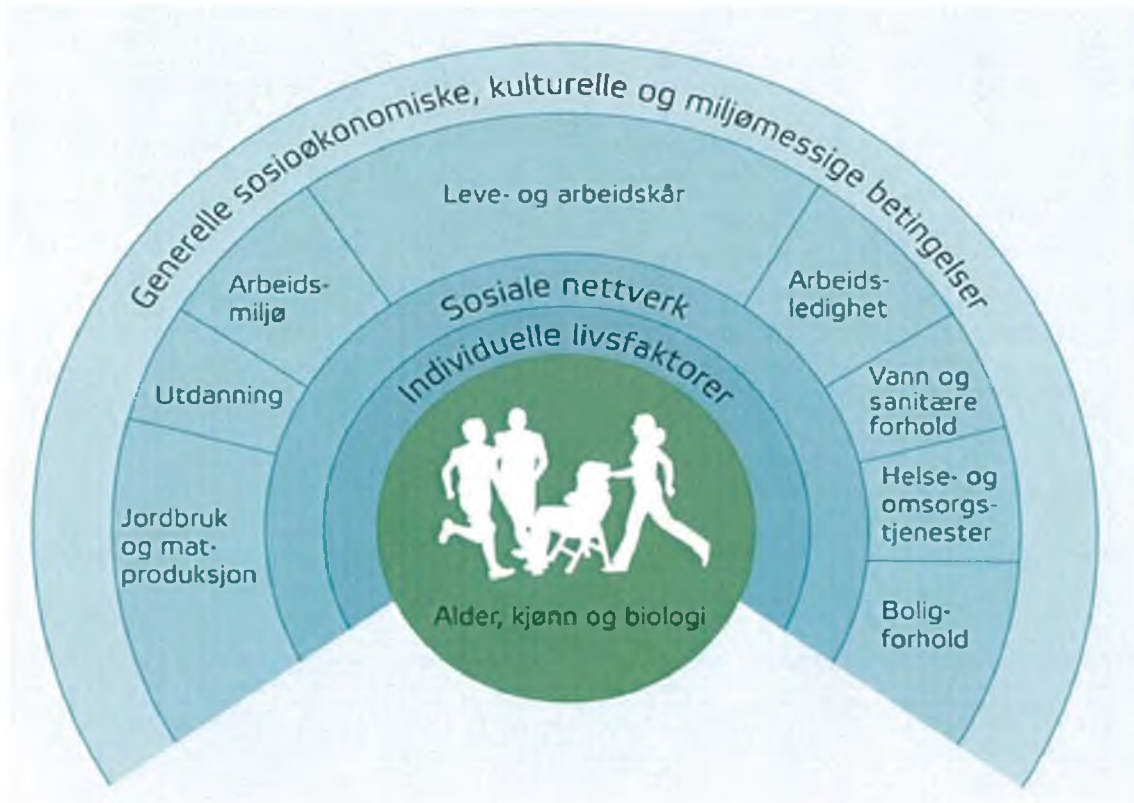 Generelle sosioøkonomiske, kulturelle og miljømessige betingelser
Leve- og arbeidskår
Arbeids-
miljø
Utdanning
Jordbruk
og mat-
produksjon
Arbeids-
ledighet
Vann og
sanitære
forhold
Helse- og
omsorgs-
tjenester
Bolig-
forhold
Sosiale nettverk
Individuelle livsfaktorer
Alder, kjønn og biologi